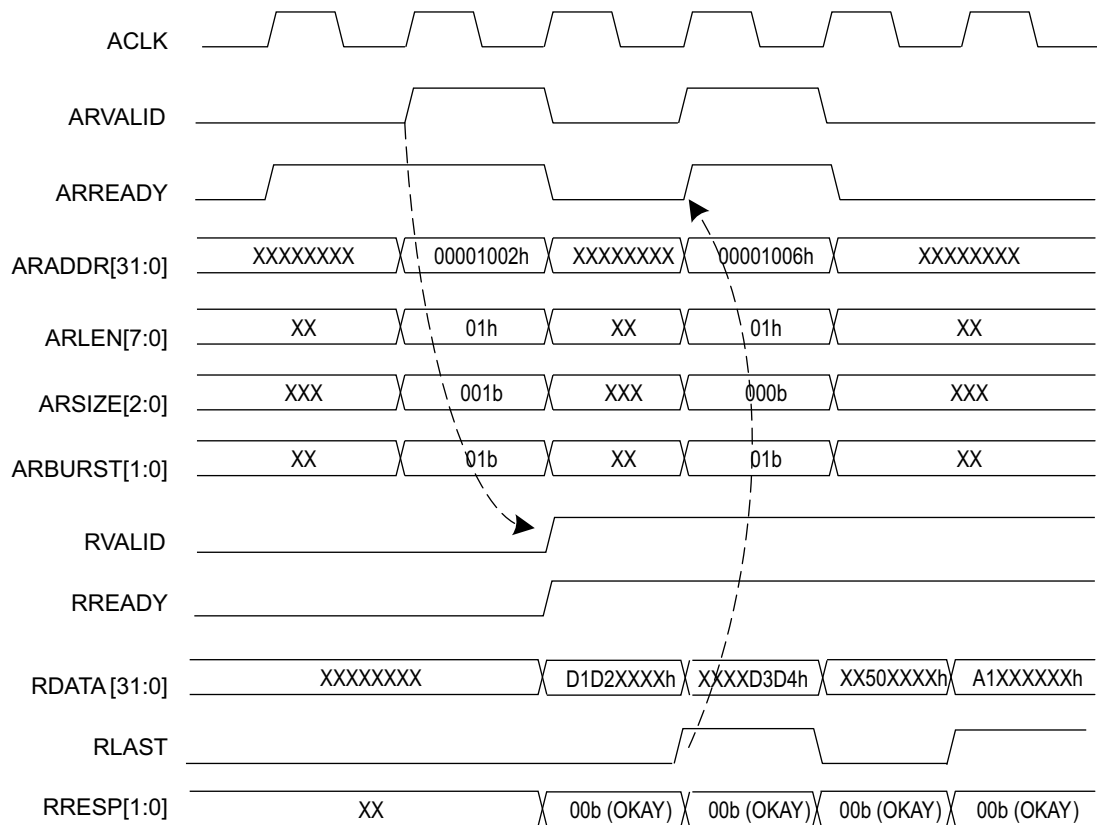 ACLK
ARVALID
ARREADY
ARADDR[31:0] XXXXXXXX 00001002h XXXXXXXX 00001006h XXXXXXXX
ARLEN[7:0] XX 01h XX 01h XX
ARSIZE[2:0] XXX 001b XXX 000b XXX
ARBURST[1:0] XX 01b XX 01b XX
RVALID
RREADY
RDATA [31:0] XXXXXXXX D1D2XXXXh XXXXD3D4h XX50XXXXh A1XXXXXXh
RLAST
RRESP[1:0] XX 00b (OKAY) 00b (OKAY) 00b (OKAY) 00b (OKAY)